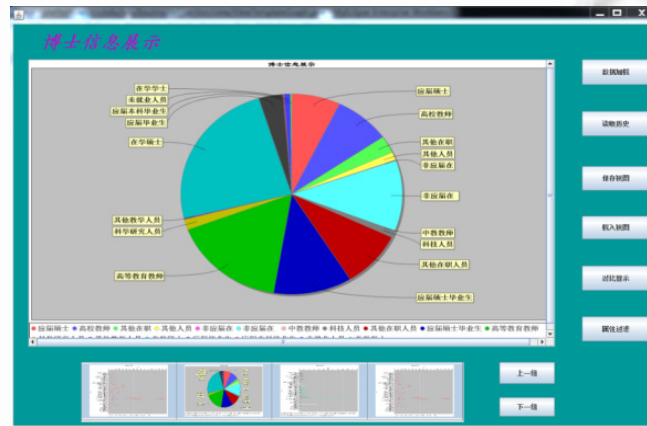 博士信息展示
博士信息展示
在学学士
未就业人员
应届本科毕业生
应届毕业生
在学硕士
其他教学人员
科学研究人员
高等教育教师
应届硕士
高校教师
其他在职
其他人员
非应届在
非应届在
中教教师
科技人员
其他在职人员
应届硕士毕业生
应届硕士 高校教师 其他在职 其他人员 非应届在 非应届在 中教教师 科技人员 其他在职人员 应届硕士毕业生 高等教育教师
数据加载
读取历史
保存视图
载入视图
对比显示
属性过滤
上一组
下一组